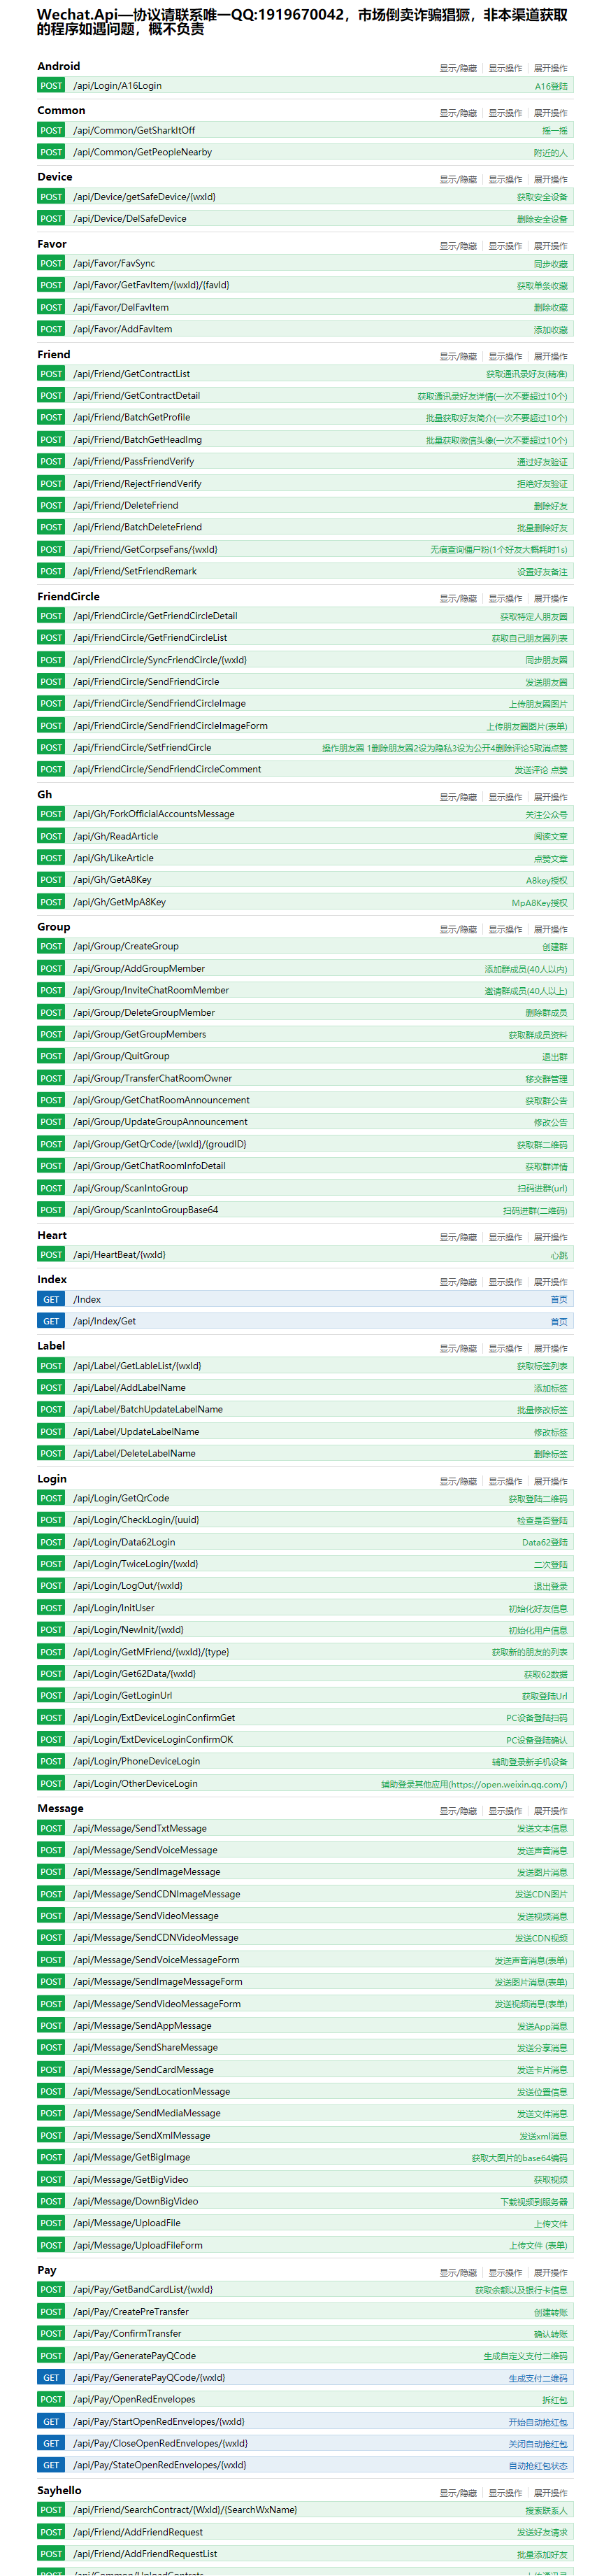 Wechat.Api—协议请联系唯一QQ:1919670042，市场倒卖诈骗猖獗，非本渠道获取
的程序如遇问题，概不负责
Android 显示/隐藏 显示操作 展开操作
POST /api/Login/A16Login A16登陆
Common 显示/隐藏 显示操作 展开操作
POST /api/Common/GetSharkItOff 摇一摇
POST /api/Common/GetPeopleNearby 附近的人
Device 显示/隐藏 显示操作 展开操作
POST /api/Device/getSafeDevice/{wxId} 获取安全设备
POST /api/Device/DelSafeDevice 删除安全设备
Favor 显示/隐藏 显示操作 展开操作
POST /api/Favor/FavSync 同步收藏
POST /api/Favor/GetFavItem/{wxId}/{favId} 获取单条收藏
POST /api/Favor/DelFavItem 删除收藏
POST /api/Favor/AddFavItem 添加收藏
Friend 显示/隐藏 显示操作 展开操作
POST /api/Friend/GetContractList 获取通讯录好友(精准)
POST /api/Friend/GetContractDetail 获取通讯录好友详情(一次不要超过10个)
POST /api/Friend/BatchGetProfile 批量获取好友简介(一次不要超过10个)
POST /api/Friend/BatchGetHeadImg 批量获取微信头像(一次不要超过10个)
POST /api/Friend/PassFriendVerify 通过好友验证
POST /api/Friend/RejectFriendVerify 拒绝好友验证
POST /api/Friend/DeleteFriend 删除好友
POST /api/Friend/BatchDeleteFriend 批量删除好友
POST /api/Friend/GetCorpseFans/{wxId} 无痕查询僵尸粉(1个好友大概耗时1s)
POST /api/Friend/SetFriendRemark 设置好友备注
FriendCircle 显示/隐藏 显示操作 展开操作
POST /api/FriendCircle/GetFriendCircleDetail 获取特定人朋友圈
POST /api/FriendCircle/GetFriendCircleList 获取自己朋友圈列表
POST /api/FriendCircle/SyncFriendCircle/{wxId} 同步朋友圈
POST /api/FriendCircle/SendFriendCircle 发送朋友圈
POST /api/FriendCircle/SendFriendCircleImage 上传朋友圈图片
POST /api/FriendCircle/SendFriendCircleImageForm 上传朋友圈图片(表单)
POST /api/FriendCircle/SetFriendCircle 操作朋友圈 1删除朋友圈2设为隐私3设为公开4删除评论5取消点赞
POST /api/FriendCircle/SendFriendCircleComment 发送评论 点赞
Gh 显示/隐藏 显示操作 展开操作
POST /api/Gh/ForkOfficialAccountsMessage 关注公众号
POST /api/Gh/ReadArticle 阅读文章
POST /api/Gh/LikeArticle 点赞文章
POST /api/Gh/GetA8Key A8key授权
POST /api/Gh/GetMpA8Key MpA8Key授权
Group 显示/隐藏 显示操作 展开操作
POST /api/Group/CreateGroup 创建群
POST /api/Group/AddGroupMember 添加群成员(40人以内)
POST /api/Group/InviteChatRoomMember 邀请群成员(40人以上)
POST /api/Group/DeleteGroupMember 删除群成员
POST /api/Group/GetGroupMembers 获取群成员资料
POST /api/Group/QuitGroup 退出群
POST /api/Group/TransferChatRoomOwner 移交群管理
POST /api/Group/GetChatRoomAnnouncement 获取群公告
POST /api/Group/UpdateGroupAnnouncement 修改公告
POST /api/Group/GetQrCode/{wxId}/{groudID} 获取群二维码
POST /api/Group/GetChatRoomInfoDetail 获取群详情
POST /api/Group/ScanIntoGroup 扫码进群(url)
POST /api/Group/ScanIntoGroupBase64 扫码进群(二维码)
Heart 显示/隐藏 显示操作 展开操作
POST /api/HeartBeat/{wxId} 心跳
Index 显示/隐藏 显示操作 展开操作
GET /Index 首页
GET /api/Index/Get 首页
Label 显示/隐藏 显示操作 展开操作
POST /api/Label/GetLableList/{wxId} 获取标签列表
POST /api/Label/AddLabelName 添加标签
POST /api/Label/BatchUpdateLabelName 批量修改标签
POST /api/Label/UpdateLabelName 修改标签
POST /api/Label/DeleteLabelName 删除标签
Login 显示/隐藏 显示操作 展开操作
POST /api/Login/GetQrCode 获取登陆二维码
POST /api/Login/CheckLogin/{uuid} 检查是否登陆
POST /api/Login/Data62Login Data62登陆
POST /api/Login/TwiceLogin/{wxId} 二次登陆
POST /api/Login/LogOut/{wxId} 退出登录
POST /api/Login/InitUser 初始化好友信息
POST /api/Login/NewInit/{wxId} 初始化用户信息
POST /api/Login/GetMFriend/{wxId}/{type} 获取新的朋友的列表
POST /api/Login/Get62Data/{wxId} 获取62数据
POST /api/Login/GetLoginUrl 获取登陆Url
POST /api/Login/ExtDeviceLoginConfirmGet PC设备登陆扫码
POST /api/Login/ExtDeviceLoginConfirmOK PC设备登陆确认
POST /api/Login/PhoneDeviceLogin 辅助登录新手机设备
POST /api/Login/OtherDeviceLogin 辅助登录其他应用(https://open.weixin.qq.com/)
Message 显示/隐藏 显示操作 展开操作
POST /api/Message/SendTxtMessage 发送文本信息
POST /api/Message/SendVoiceMessage 发送声音消息
POST /api/Message/SendImageMessage 发送图片消息
POST /api/Message/SendCDNImageMessage 发送CDN图片
POST /api/Message/SendVideoMessage 发送视频消息
POST /api/Message/SendCDNVideoMessage 发送CDN视频
POST /api/Message/SendVoiceMessageForm 发送声音消息(表单)
POST /api/Message/SendImageMessageForm 发送图片消息(表单)
POST /api/Message/SendVideoMessageForm 发送视频消息(表单)
POST /api/Message/SendAppMessage 发送App消息
POST /api/Message/SendShareMessage 发送分享消息
POST /api/Message/SendCardMessage 发送卡片消息
POST /api/Message/SendLocationMessage 发送位置信息
POST /api/Message/SendMediaMessage 发送文件消息
POST /api/Message/SendXmlMessage 发送xml消息
POST /api/Message/GetBigImage 获取大图片的base64编码
POST /api/Message/GetBigVideo 获取视频
POST /api/Message/DownBigVideo 下载视频到服务器
POST /api/Message/UploadFile 上传文件
POST /api/Message/UploadFileForm 上传文件 (表单)
Pay 显示/隐藏 显示操作 展开操作
POST /api/Pay/GetBandCardList/{wxId} 获取余额以及银行卡信息
POST /api/Pay/CreatePreTransfer 创建转账
POST /api/Pay/ConfirmTransfer 确认转账
POST /api/Pay/GeneratePayQCode 生成自定义支付二维码
GET /api/Pay/GeneratePayQCode/{wxId} 生成支付二维码
POST /api/Pay/OpenRedEnvelopes 拆红包
GET /api/Pay/StartOpenRedEnvelopes/{wxId} 开始自动抢红包
GET /api/Pay/CloseOpenRedEnvelopes/{wxId} 关闭自动抢红包
GET /api/Pay/StateOpenRedEnvelopes/{wxId} 自动抢红包状态
Sayhello 显示/隐藏 显示操作 展开操作
POST /api/Friend/SearchContract/{WxId}/{SearchWxName} 搜索联系人
POST /api/Friend/AddFriendRequest 发送好友请求
POST /api/Friend/AddFriendRequestList 批量添加好友